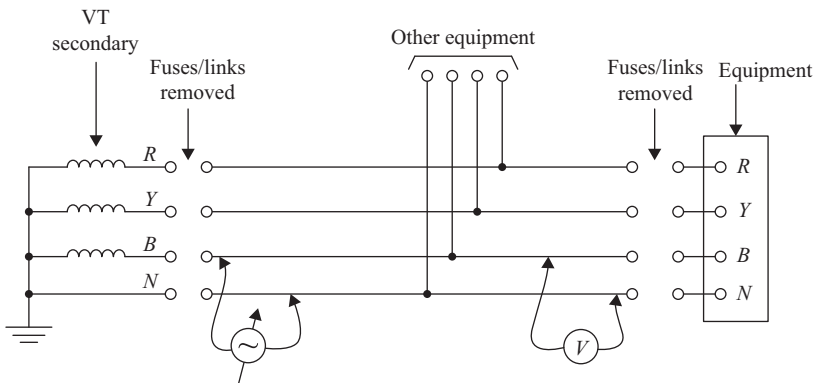 VT
secondary
Fuses/links
removed
Other equipment
Fuses/links
removed
Equipment
R
R
Y
Y
B
B
N
N
~
V